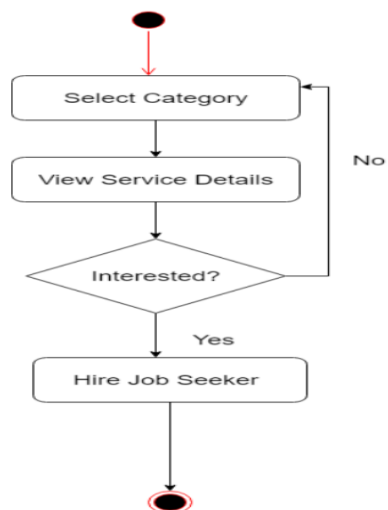 Select Category
No
View Service Details
Interested?
Yes
Hire Job Seeker